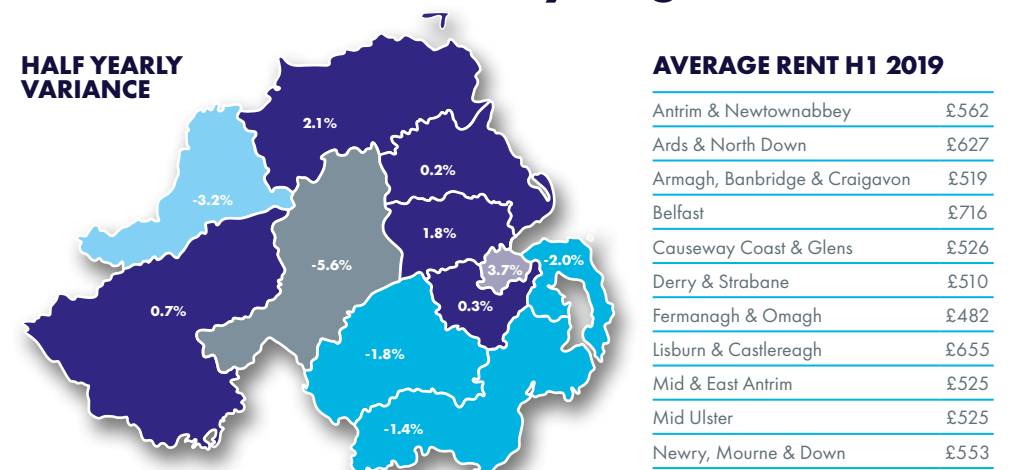 HALF YEARLY
VARIANCE
2.1%
0.2%
-3.2%
1.8%
-2.0%
-5.6%
3.7%
0.3%
0.7%
-1.8%
-1.4%
AVERAGE RENT H1 2019
Antrim & Newtownabbey £562
Ards & North Down £627
Armagh, Banbridge & Craigavon £519
Belfast £716
Causeway Coast & Glens £526
Derry & Strabane £510
Fermanagh & Omagh £482
Lisburn & Castlereagh £655
Mid & East Antrim £525
Mid Ulster £525
Newry, Mourne & Down £553